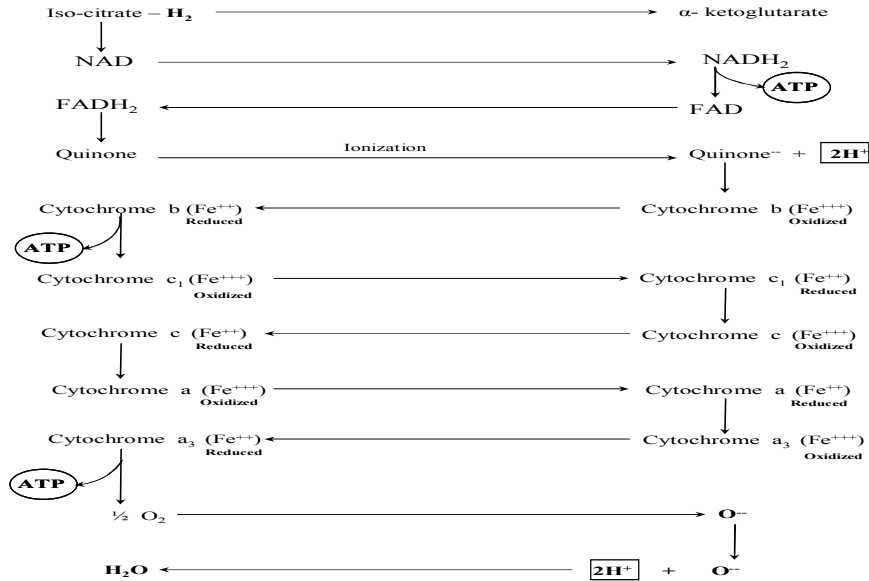 Iso-citrate – H₂ α- ketoglutarate
NAD NADH₂
ATP
FADH₂ FAD
Quinone Ionization Quinone⁻⁻ + 2H⁺
Cytochrome b (Fe⁺⁺) Cytochrome b (Fe⁺⁺⁺)
Reduced Oxidized
ATP
Cytochrome c₁ (Fe⁺⁺⁺) Cytochrome c₁ (Fe⁺⁺)
Oxidized Reduced
Cytochrome c (Fe⁺⁺) Cytochrome c (Fe⁺⁺⁺)
Reduced Oxidized
Cytochrome a (Fe⁺⁺⁺) Cytochrome a (Fe⁺⁺)
Oxidized Reduced
Cytochrome a₃ (Fe⁺⁺) Cytochrome a₃ (Fe⁺⁺⁺)
Reduced Oxidized
ATP
½ O₂ O⁻⁻
H₂O 2H⁺ + O⁻⁻